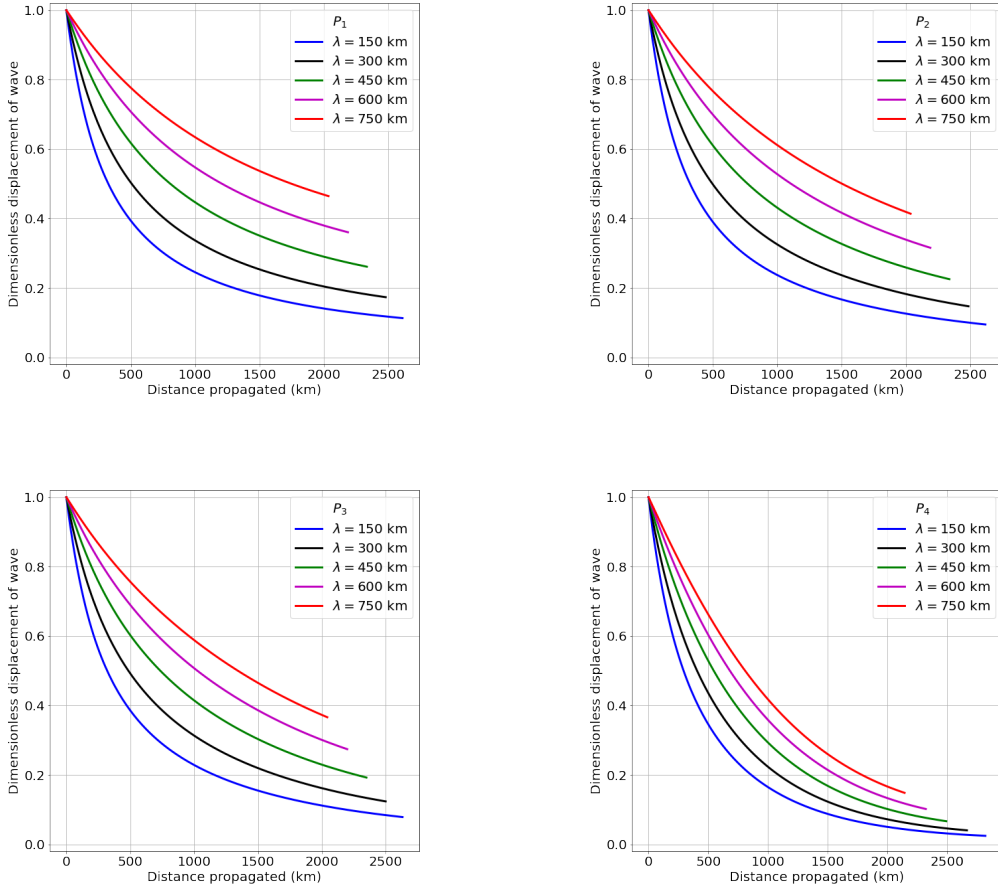 P₁
λ = 150 km
λ = 300 km
λ = 450 km
λ = 600 km
λ = 750 km
1.0
0.8
0.6
0.4
0.2
0.0
Dimensionless displacement of wave
0 500 1000 1500 2000 2500
Distance propagated (km)
P₂
λ = 150 km
λ = 300 km
λ = 450 km
λ = 600 km
λ = 750 km
1.0
0.8
0.6
0.4
0.2
0.0
Dimensionless displacement of wave
0 500 1000 1500 2000 2500
Distance propagated (km)
P₃
λ = 150 km
λ = 300 km
λ = 450 km
λ = 600 km
λ = 750 km
1.0
0.8
0.6
0.4
0.2
0.0
Dimensionless displacement of wave
0 500 1000 1500 2000 2500
Distance propagated (km)
P₄
λ = 150 km
λ = 300 km
λ = 450 km
λ = 600 km
λ = 750 km
1.0
0.8
0.6
0.4
0.2
0.0
Dimensionless displacement of wave
0 500 1000 1500 2000 2500
Distance propagated (km)